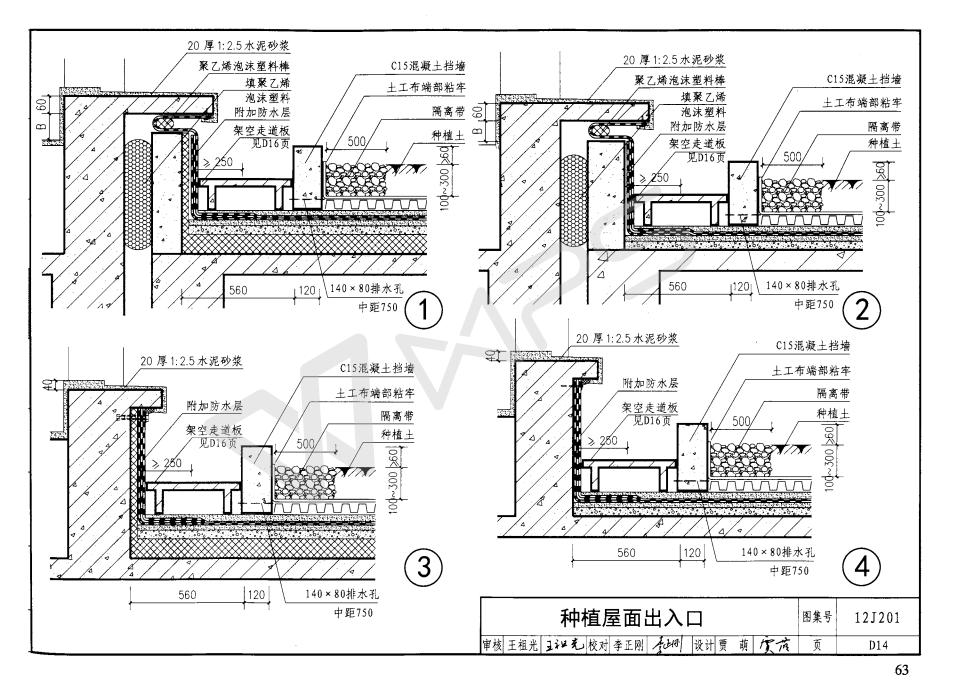 20 厚 1:2.5 水泥砂浆
聚乙烯泡沫塑料棒
填聚乙烯
泡沫塑料
附加防水层
架空走道板
见D16页
≥ 250
C15混凝土挡墙
土工布端部粘牢
隔离带
种植土
500
60
B
≥60
100~300
560
120
140×80排水孔
中距750
1
20 厚 1:2.5 水泥砂浆
聚乙烯泡沫塑料棒
填聚乙烯
泡沫塑料
附加防水层
架空走道板
见D16页
≥ 250
C15混凝土挡墙
土工布端部粘牢
隔离带
种植土
500
60
B
≥60
100~300
560
120
140×80排水孔
中距750
2
20 厚 1:2.5 水泥砂浆
40
附加防水层
架空走道板
见D16页
≥ 250
C15混凝土挡墙
土工布端部粘牢
隔离带
种植土
500
≥60
100~300
560
120
140×80排水孔
中距750
3
20 厚 1:2.5 水泥砂浆
40
附加防水层
架空走道板
见D16页
≥ 250
C15混凝土挡墙
土工布端部粘牢
隔离带
种植土
500
≥60
100~300
560
120
140×80排水孔
中距750
4
种植屋面出入口 图集号 12J201
审核 王祖光 王祖光 校对 李正刚 设计 贾 萌 页 D14
63